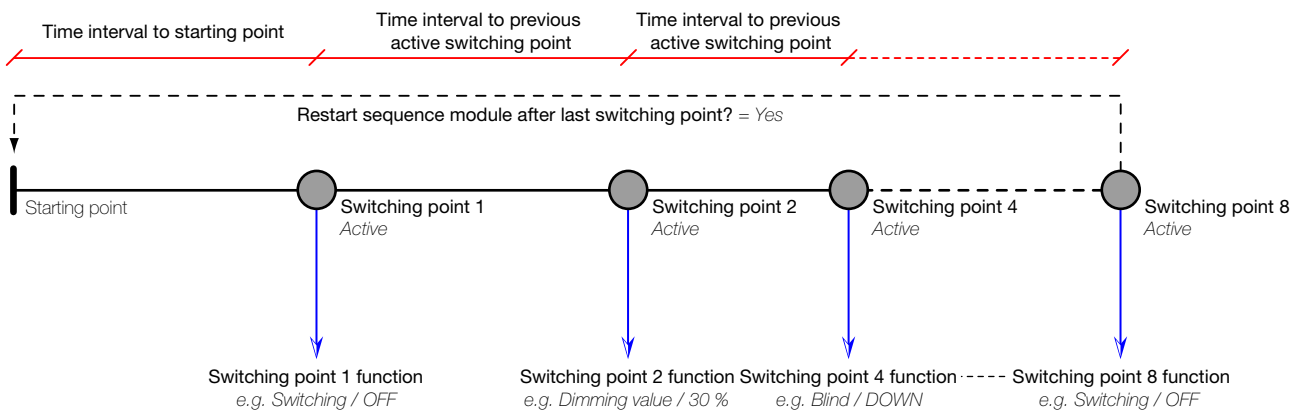 Time interval to starting point
Time interval to previous
active switching point
Time interval to previous
active switching point
Restart sequence module after last switching point? = Yes
Starting point
Switching point 1
Active
Switching point 2
Active
Switching point 4
Active
Switching point 8
Active
Switching point 1 function
e.g. Switching / OFF
Switching point 2 function
e.g. Dimming value / 30 %
Switching point 4 function
e.g. Blind / DOWN
Switching point 8 function
e.g. Switching / OFF